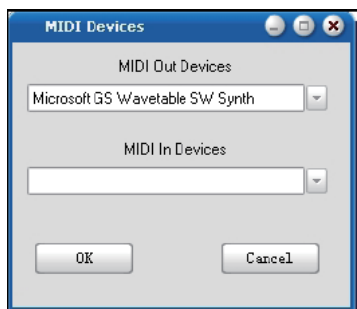 MIDI Devices
MIDI Out Devices
Microsoft GS Wavetable SW Synth
MIDI In Devices
OK
Cancel